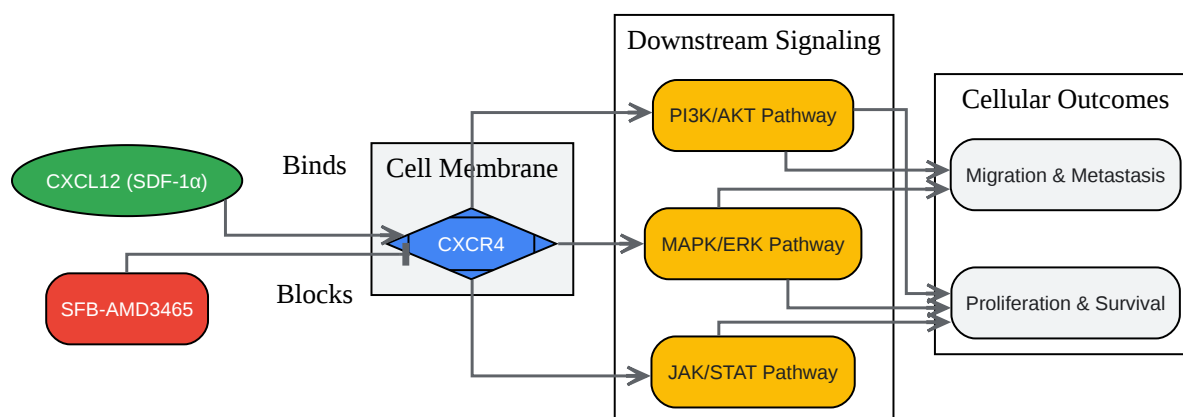 Downstream Signaling
Cellular Outcomes
PI3K/AKT Pathway
Binds
Cell Membrane
CXCL12 (SDF-1α)
Migration & Metastasis
CXCR4
MAPK/ERK Pathway
Blocks
SFB-AMD3465
Proliferation & Survival
JAK/STAT Pathway